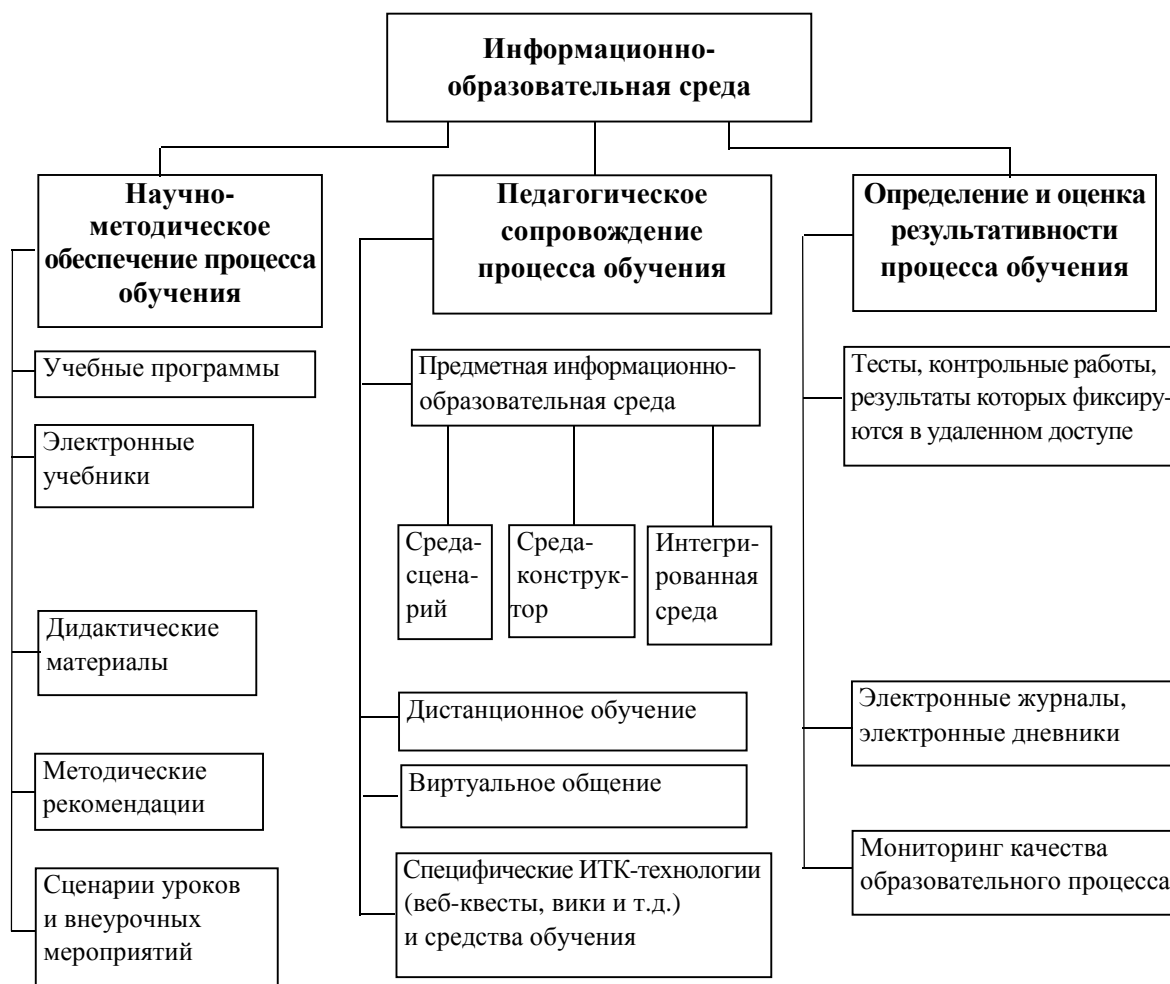 Информационно-
образовательная среда
Научно-
методическое
обеспечение процесса
обучения
Учебные программы
Электронные
учебники
Дидактические
материалы
Методические
рекомендации
Сценарии уроков
и внеурочных
мероприятий
Педагогическое
сопровождение
процесса обучения
Предметная информационно-
образовательная среда
Среда-
сцена-
рий
Среда-
конструк-
тор
Интегри-
рованная
среда
Дистанционное обучение
Виртуальное общение
Специфические ИТК-технологии
(веб-квесты, вики и т.д.)
и средства обучения
Определение и оценка
результативности
процесса обучения
Тесты, контрольные работы,
результаты которых фиксиру-
ются в удаленном доступе
Электронные журналы,
электронные дневники
Мониторинг качества
образовательного процесса